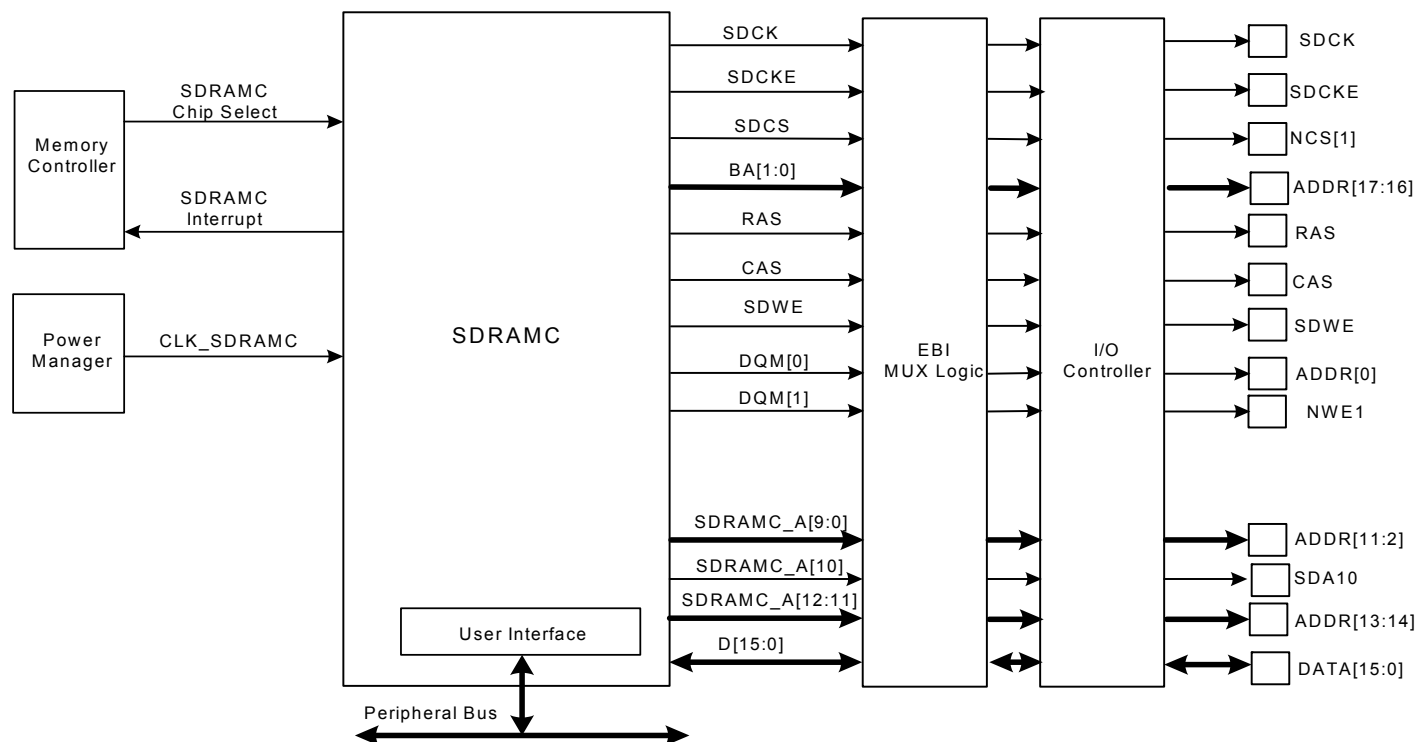 SDRAMC
Chip Select
Memory
Controller
SDRAMC
Interrupt
Power
Manager
CLK_SDRAMC
SDRAMC
User Interface
Peripheral Bus
SDCK
SDCKE
SDCS
BA[1:0]
RAS
CAS
SDWE
DQM[0]
DQM[1]
SDRAMC_A[9:0]
SDRAMC_A[10]
SDRAMC_A[12:11]
D[15:0]
EBI
MUX Logic
I/O
Controller
SDCK
SDCKE
NCS[1]
ADDR[17:16]
RAS
CAS
SDWE
ADDR[0]
NWE1
ADDR[11:2]
SDA10
ADDR[13:14]
DATA[15:0]